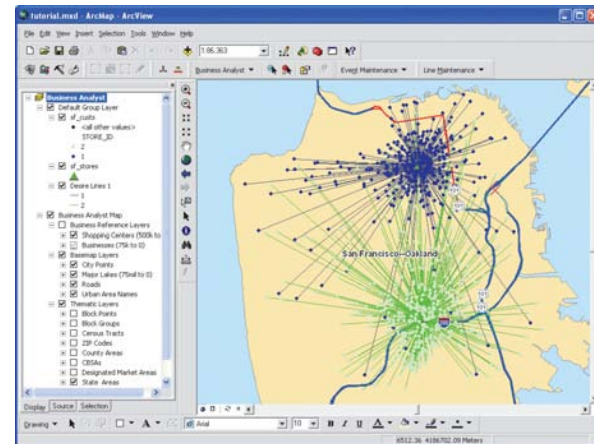 tutorial.mxd - ArcMap - ArcView
File Edit View Insert Selection Tools Window Help
1:86,363
Business Analyst Event Maintenance Line Maintenance
Business Analyst
Default Group Layer
sf_custs
<all other values>
STORE_ID
2
1
sf_stores
Desire Lines 1
1
2
Business Analyst Map
Business Reference Layers
Shopping Centers (500k to
Businesses (75k to 0)
Basemap Layers
City Points
Major Lakes (75mil to 0)
Roads
Urban Area Names
Thematic Layers
Block Points
Block Groups
Census Tracts
ZIP Codes
County Areas
CBSAs
Designated Market Areas
State Areas
Display Source Selection
101
San Francisco--Oakland
101
101
Drawing A Arial 10 B I U A
6512.36 4186702.09 Meters